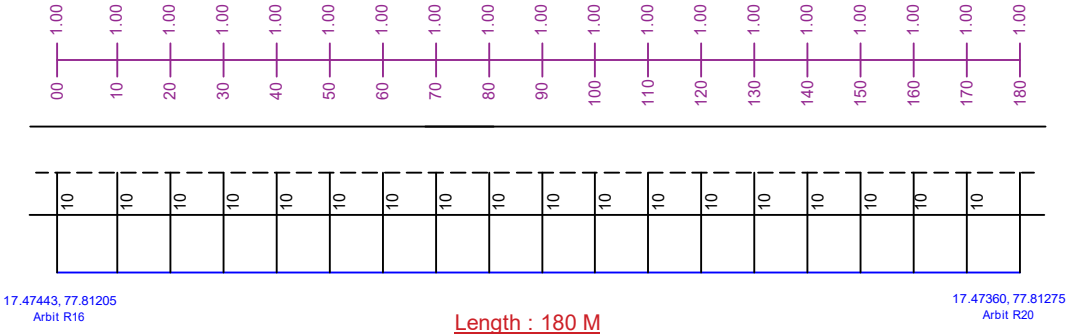 1.00 1.00 1.00 1.00 1.00 1.00 1.00 1.00 1.00 1.00 1.00 1.00 1.00 1.00 1.00 1.00 1.00 1.00 1.00
00 10 20 30 40 50 60 70 80 90 100 110 120 130 140 150 160 170 180
10 10 10 10 10 10 10 10 10 10 10 10 10 10 10 10 10 10
17.47443, 77.81205
Arbit R16
Length : 180 M
17.47360, 77.81275
Arbit R20